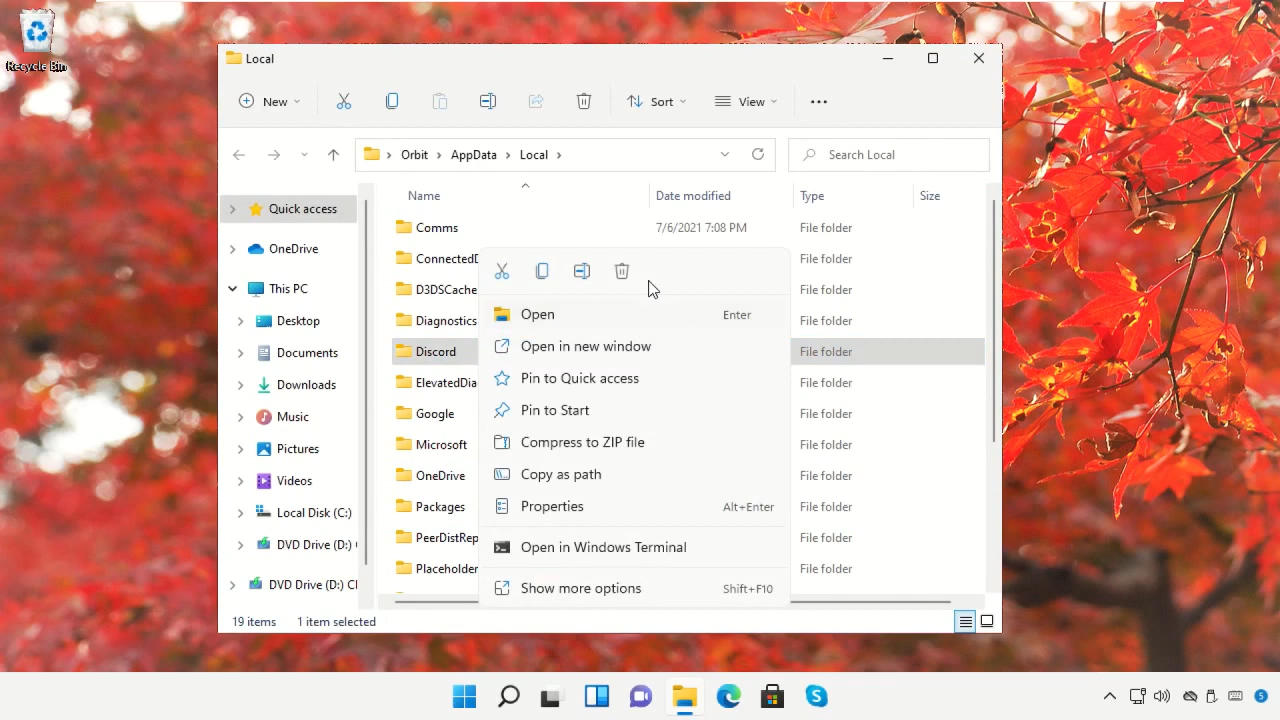 Recycle Bin
Local
New
Sort
View
Orbit
AppData
Local
Search Local
Name
Date modified
Type
Size
Quick access
OneDrive
This PC
Desktop
Documents
Downloads
Music
Pictures
Videos
Local Disk (C:)
DVD Drive (D:)
DVD Drive (D:) CI
Comms 7/6/2021 7:08 PM File folder
ConnectedD File folder
D3DSCache File folder
Diagnostics File folder
Discord File folder
ElevatedDia File folder
Google File folder
Microsoft File folder
OneDrive File folder
Packages File folder
PeerDistRep File folder
Placeholder File folder
Open Enter
Open in new window
Pin to Quick access
Pin to Start
Compress to ZIP file
Copy as path
Properties Alt+Enter
Open in Windows Terminal
Show more options Shift+F10
19 items
1 item selected
5